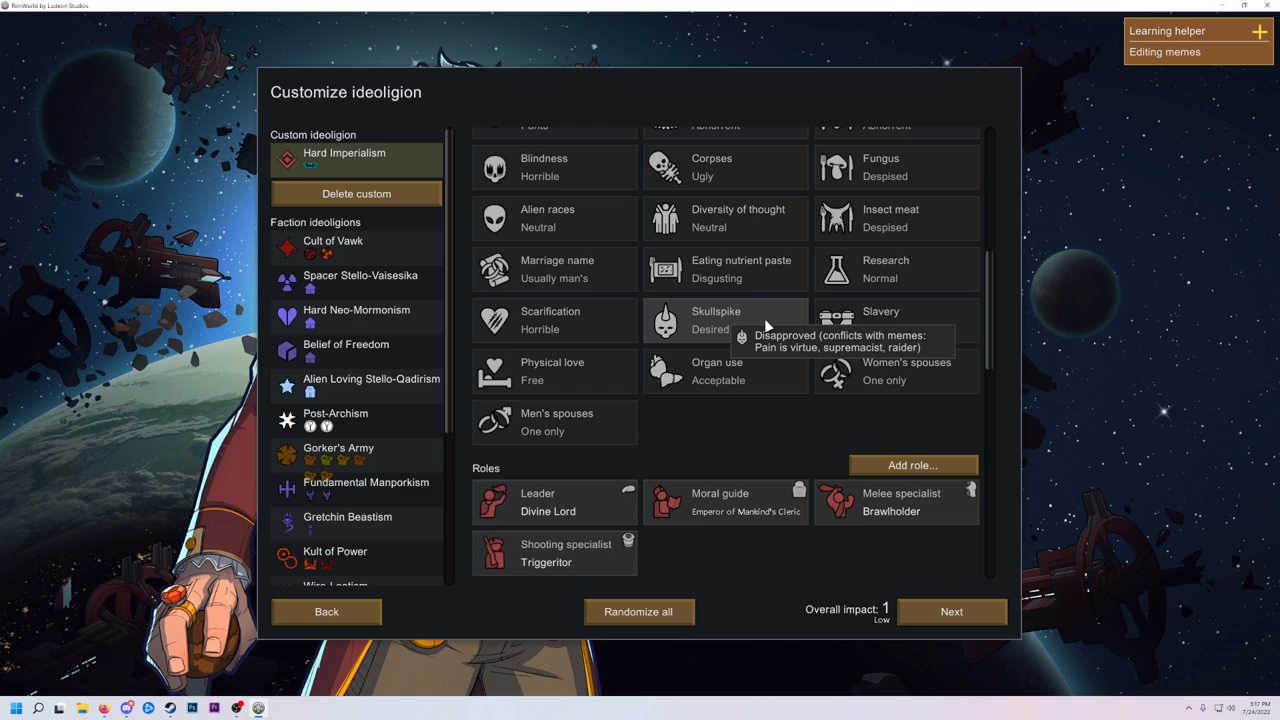 RimWorld by Ludeon Studios
Learning helper
Editing memes
Customize ideoligion
Custom ideoligion
Hard Imperialism
Delete custom
Faction ideoligions
Cult of Vawk
Spacer Stello-Vaisesika
Hard Neo-Mormonism
Belief of Freedom
Alien Loving Stello-Qadirism
Post-Archism
Gorker's Army
Fundamental Manporkism
Gretchin Beastism
Kult of Power
Blindness
Horrible
Corpses
Ugly
Fungus
Despised
Alien races
Neutral
Diversity of thought
Neutral
Insect meat
Despised
Marriage name
Usually man's
Eating nutrient paste
Disgusting
Research
Normal
Scarification
Horrible
Skullspike
Desired
Slavery
Disapproved (conflicts with memes:
Pain is virtue, supremacist, raider)
Physical love
Free
Organ use
Acceptable
Women's spouses
One only
Men's spouses
One only
Roles
Add role...
Leader
Divine Lord
Moral guide
Emperor of Mankind's Cleric
Melee specialist
Brawlholder
Shooting specialist
Triggeritor
Back
Randomize all
Overall impact: 1
Low
Next
3:17 PM
7/24/2022